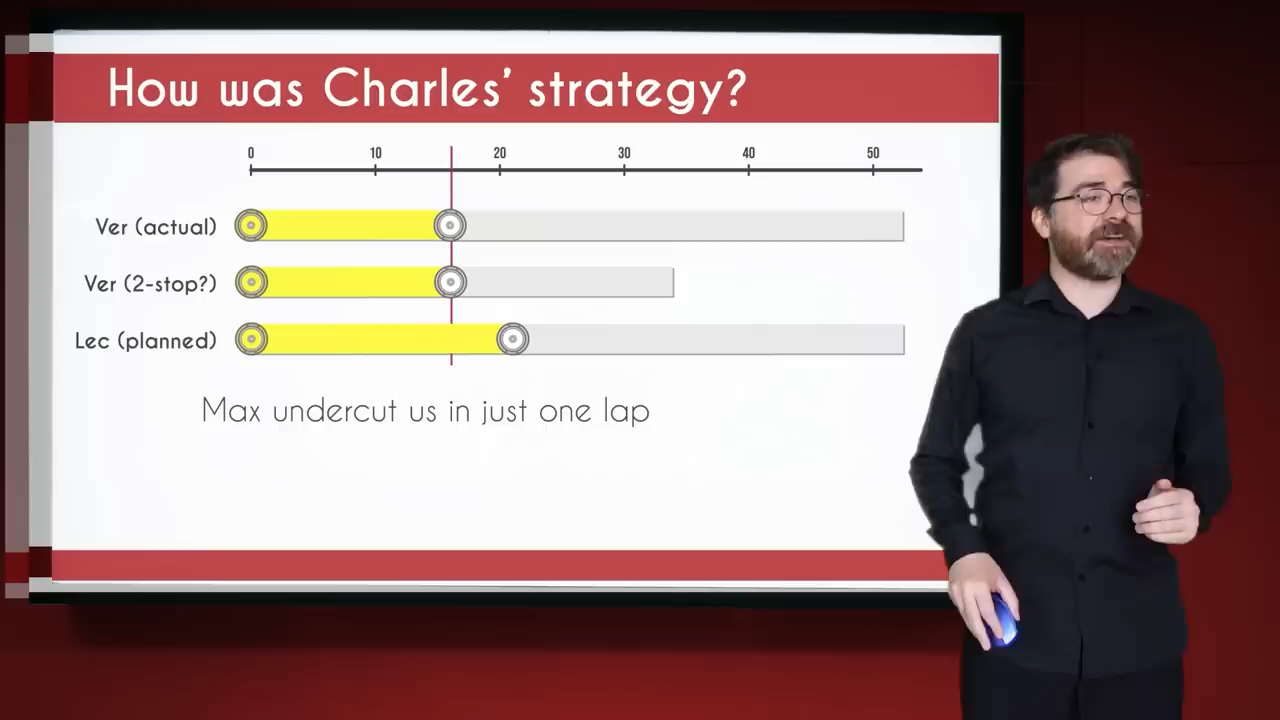 How was Charles' strategy?
0 10 20 30 40 50
Ver (actual)
Ver (2-stop?)
Lec (planned)
Max undercut us in just one lap